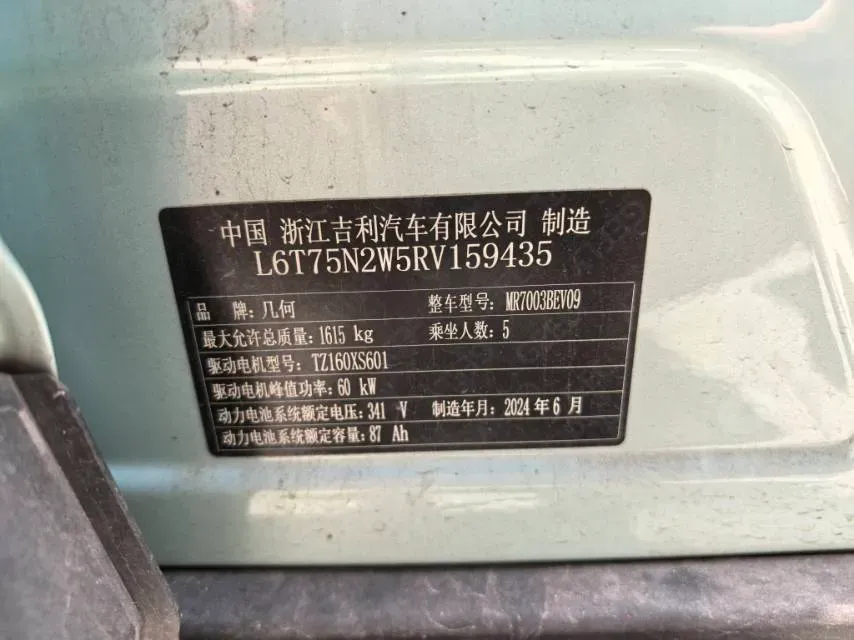 中国 浙江吉利汽车有限公司 制造
L6T75N2W5RV159435
品 牌：几何 整车型号：MR7003BEV09
最大允许总质量：1615 kg 乘坐人数：5
驱动电机型号：TZ160XS601
驱动电机峰值功率：60 kW
动力电池系统额定电压：341 V 制造年月：2024 年 6 月
动力电池系统额定容量：87 Ah